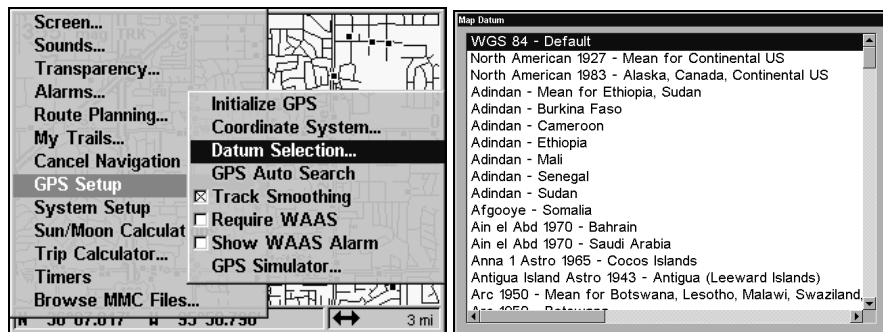 Screen...
Sounds...
Transparency...
Alarms...
Route Planning...
My Trails...
Cancel Navigation
GPS Setup
System Setup
Sun/Moon Calculat
Trip Calculator...
Timers
Browse MMC Files...
Initialize GPS
Coordinate System...
Datum Selection...
GPS Auto Search
Track Smoothing
Require WAAS
Show WAAS Alarm
GPS Simulator...
3 mi
Map Datum
WGS 84 - Default
North American 1927 - Mean for Continental US
North American 1983 - Alaska, Canada, Continental US
Adindan - Mean for Ethiopia, Sudan
Adindan - Burkina Faso
Adindan - Cameroon
Adindan - Ethiopia
Adindan - Mali
Adindan - Senegal
Adindan - Sudan
Afgooye - Somalia
Ain el Abd 1970 - Bahrain
Ain el Abd 1970 - Saudi Arabia
Anna 1 Astro 1965 - Cocos Islands
Antigua Island Astro 1943 - Antigua (Leeward Islands)
Arc 1950 - Mean for Botswana, Lesotho, Malawi, Swaziland,
Arc 1950 - Botswana